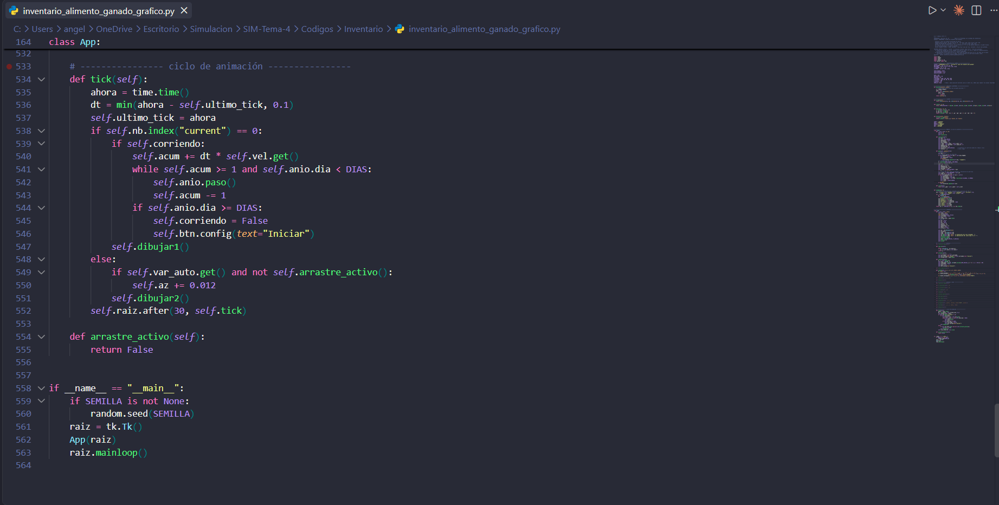 inventario_alimento_ganado_grafico.py
C: > Users > angel > OneDrive > Escritorio > Simulacion > SIM-Tema-4 > Codigos > Inventario > inventario_alimento_ganado_grafico.py
164 class App:
532
533     # ---------------- ciclo de animación ----------------
534     def tick(self):
535         ahora = time.time()
536         dt = min(ahora - self.ultimo_tick, 0.1)
537         self.ultimo_tick = ahora
538         if self.nb.index("current") == 0:
539             if self.corriendo:
540                 self.acum += dt * self.vel.get()
541                 while self.acum >= 1 and self.anio.dia < DIAS:
542                     self.anio.paso()
543                     self.acum -= 1
544                 if self.anio.dia >= DIAS:
545                     self.corriendo = False
546                     self.btn.config(text="Iniciar")
547             self.dibujar1()
548         else:
549             if self.var_auto.get() and not self.arrastre_activo():
550                 self.az += 0.012
551             self.dibujar2()
552         self.raiz.after(30, self.tick)
553
554     def arrastre_activo(self):
555         return False
556
557
558 if __name__ == "__main__":
559     if SEMILLA is not None:
560         random.seed(SEMILLA)
561     raiz = tk.Tk()
562     App(raiz)
563     raiz.mainloop()
564